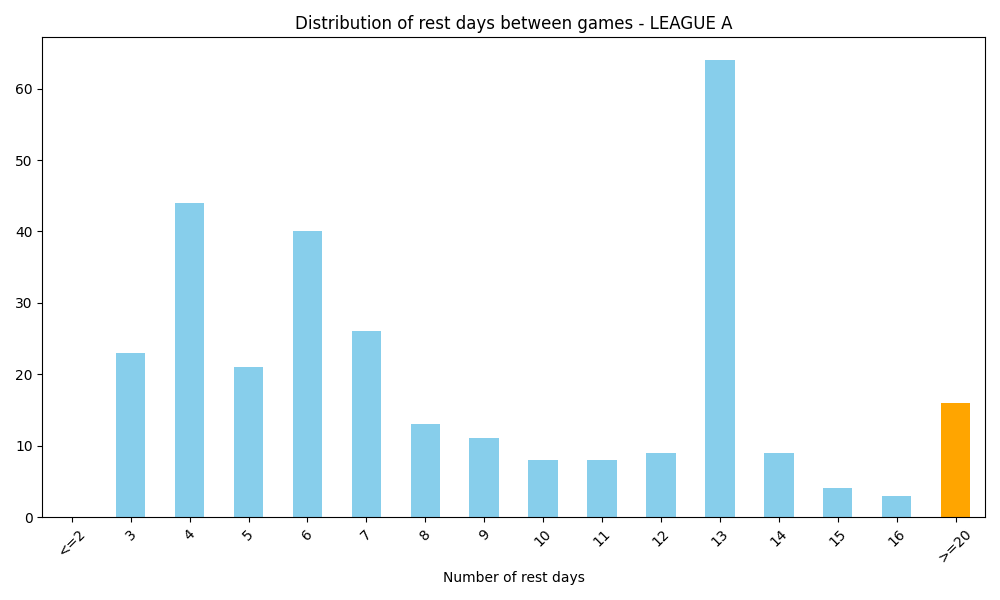 Distribution of rest days between games - LEAGUE A
60
50
40
30
20
10
0
<=2 3 4 5 6 7 8 9 10 11 12 13 14 15 16 >=20
Number of rest days